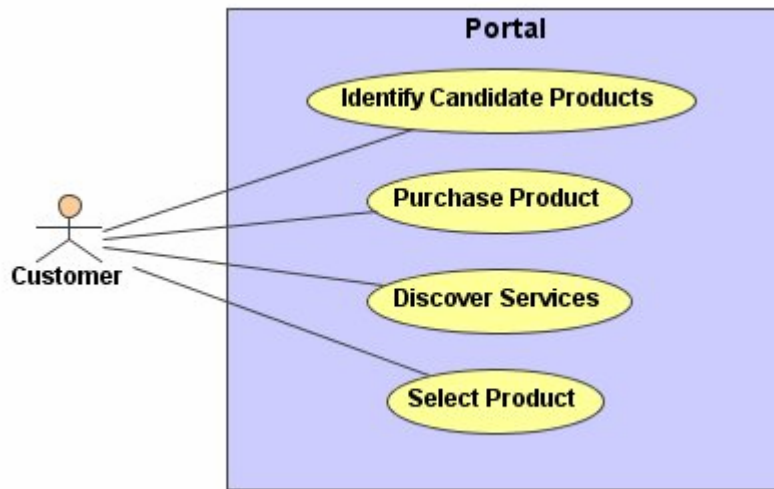 Portal
Identify Candidate Products
Purchase Product
Customer
Discover Services
Select Product